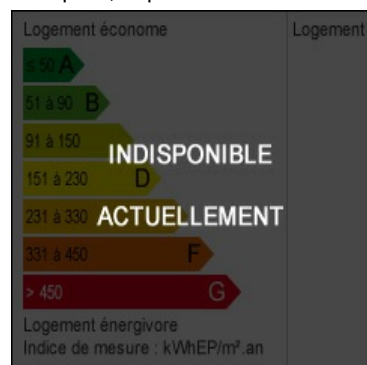 Logement économe
Logement
≤ 50 A
51 à 90 B
91 à 150
INDISPONIBLE
151 à 230 D
231 à 330 ACTUELLEMENT
331 à 450 F
> 450 G
Logement énergivore
Indice de mesure : kWhEP/m².an